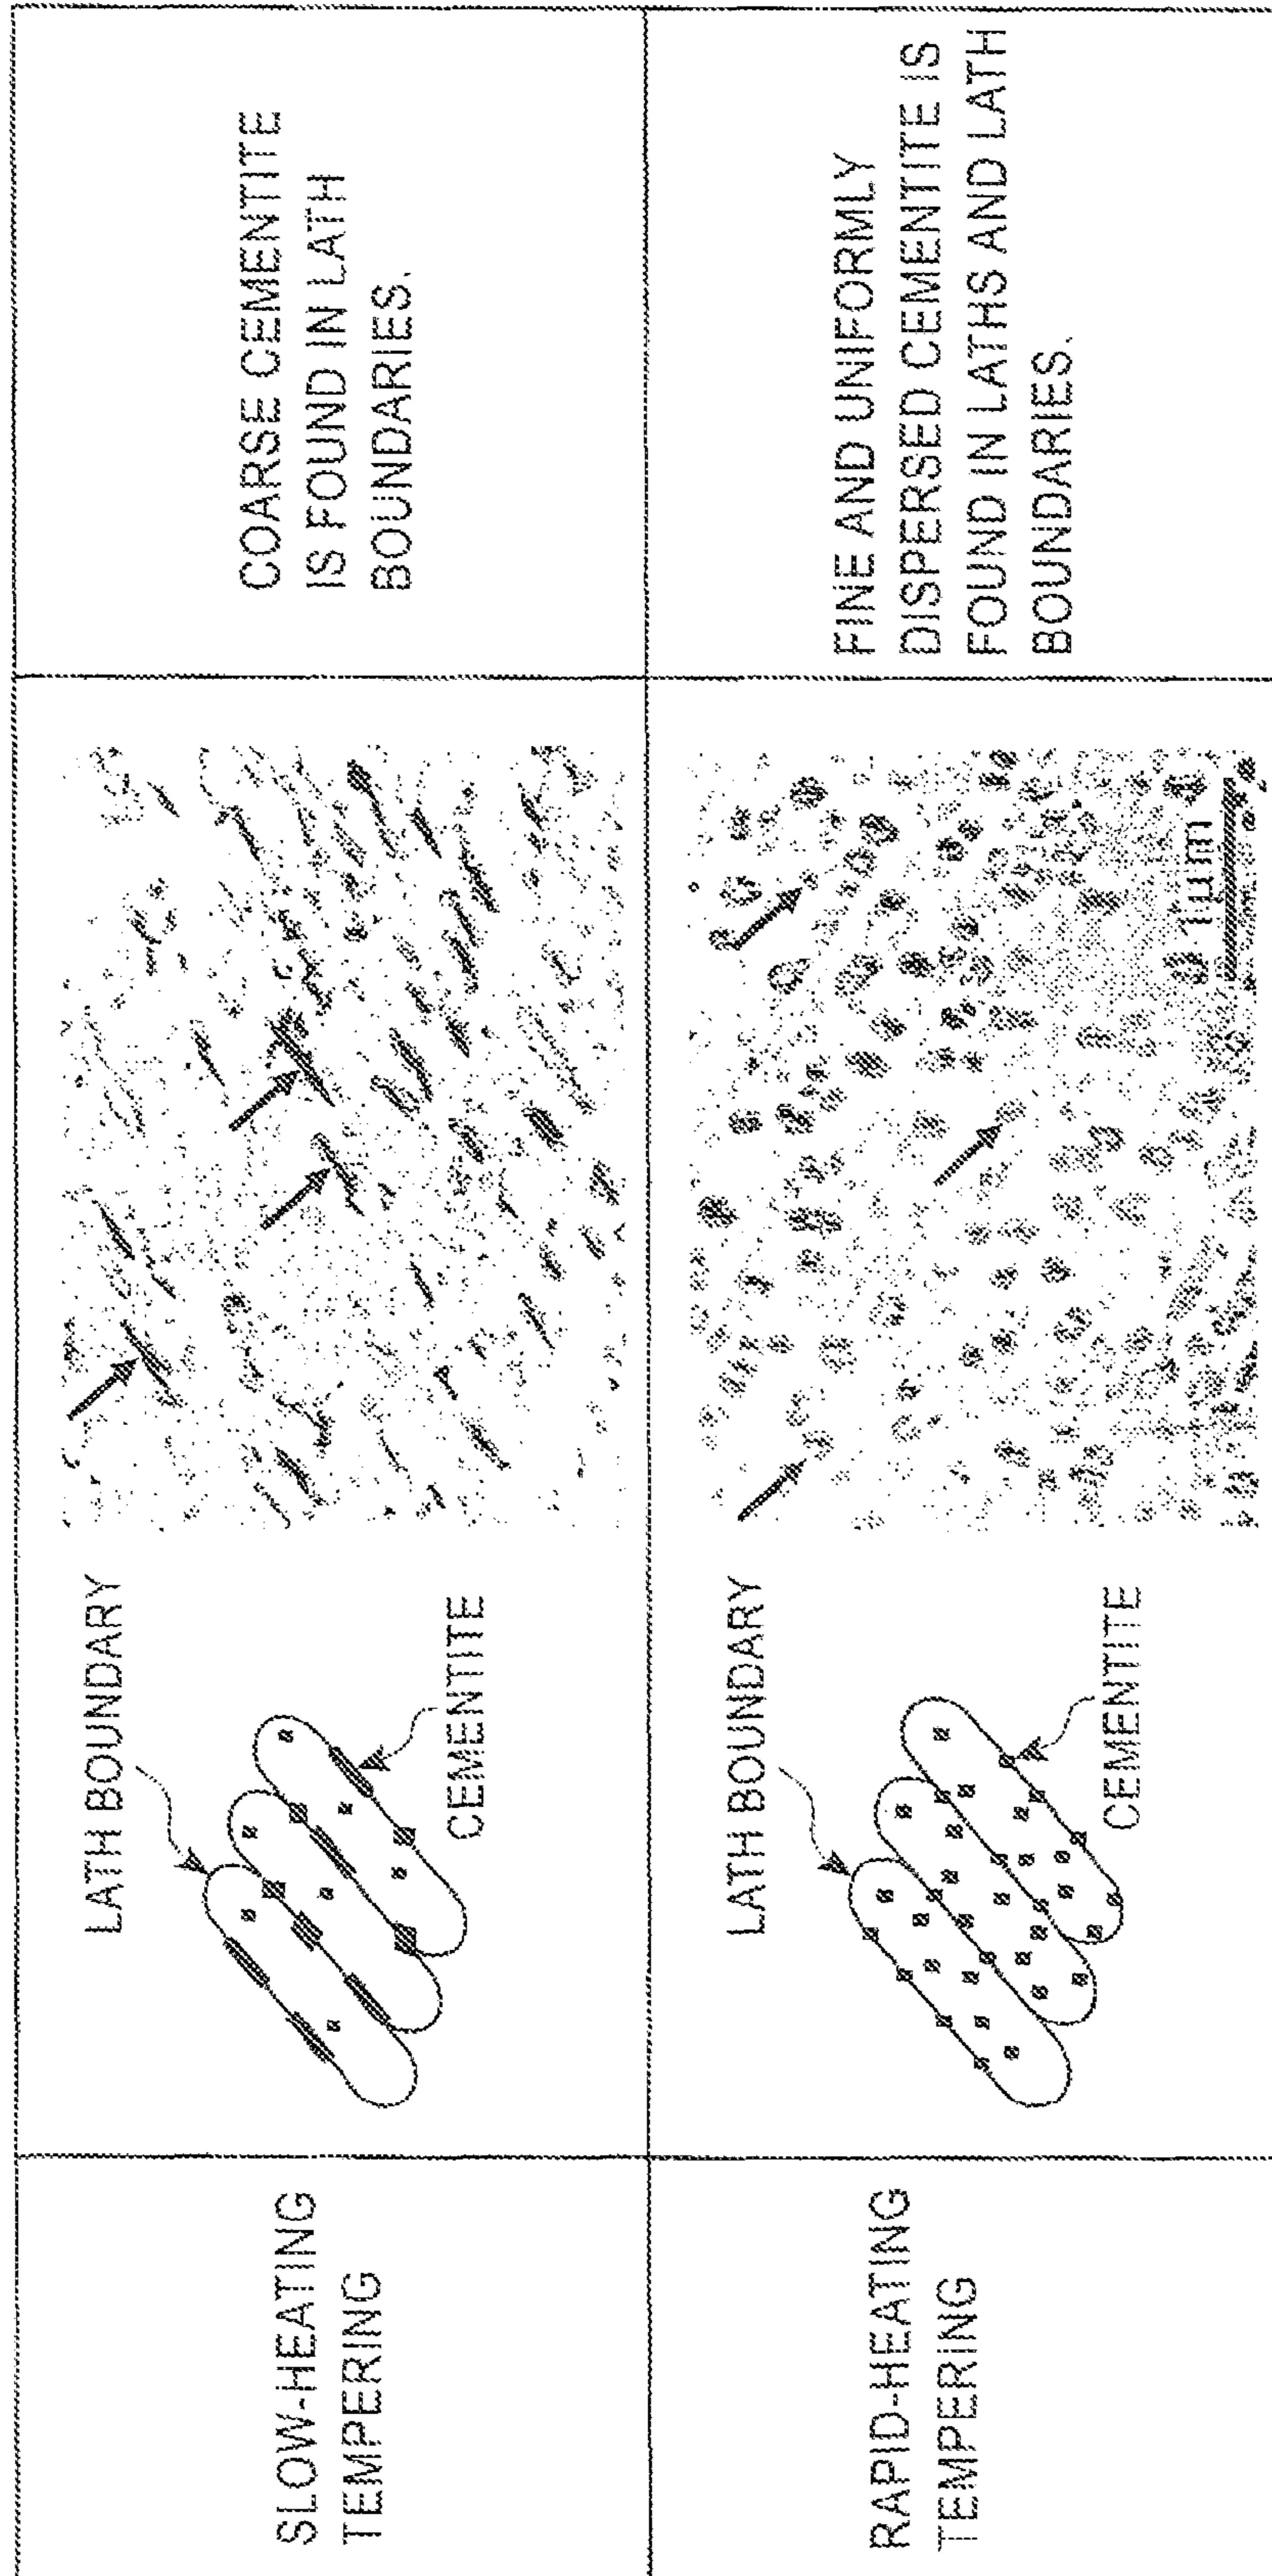 SLOW-HEATING
TEMPERING
LATH BOUNDARY
CEMENTITE
COARSE CEMENTITE
IS FOUND IN LATH
BOUNDARIES.
RAPID-HEATING
TEMPERING
LATH BOUNDARY
CEMENTITE
FINE AND UNIFORMLY
DISPERSED CEMENTITE IS
FOUND IN LATHS AND LATH
BOUNDARIES.